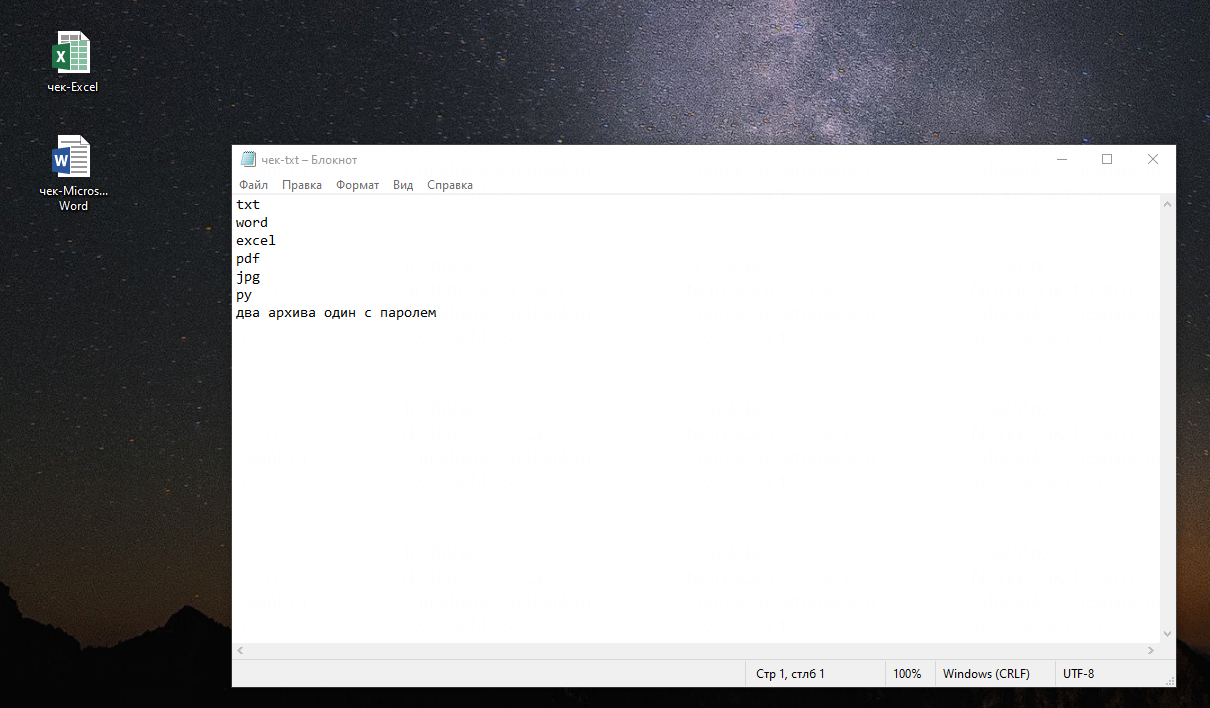 чек-Excel
чек-Micros...
Word
чек-txt – Блокнот
Файл Правка Формат Вид Справка
txt
word
excel
pdf
jpg
py
два архива один с паролем
Стр 1, стлб 1 100% Windows (CRLF) UTF-8